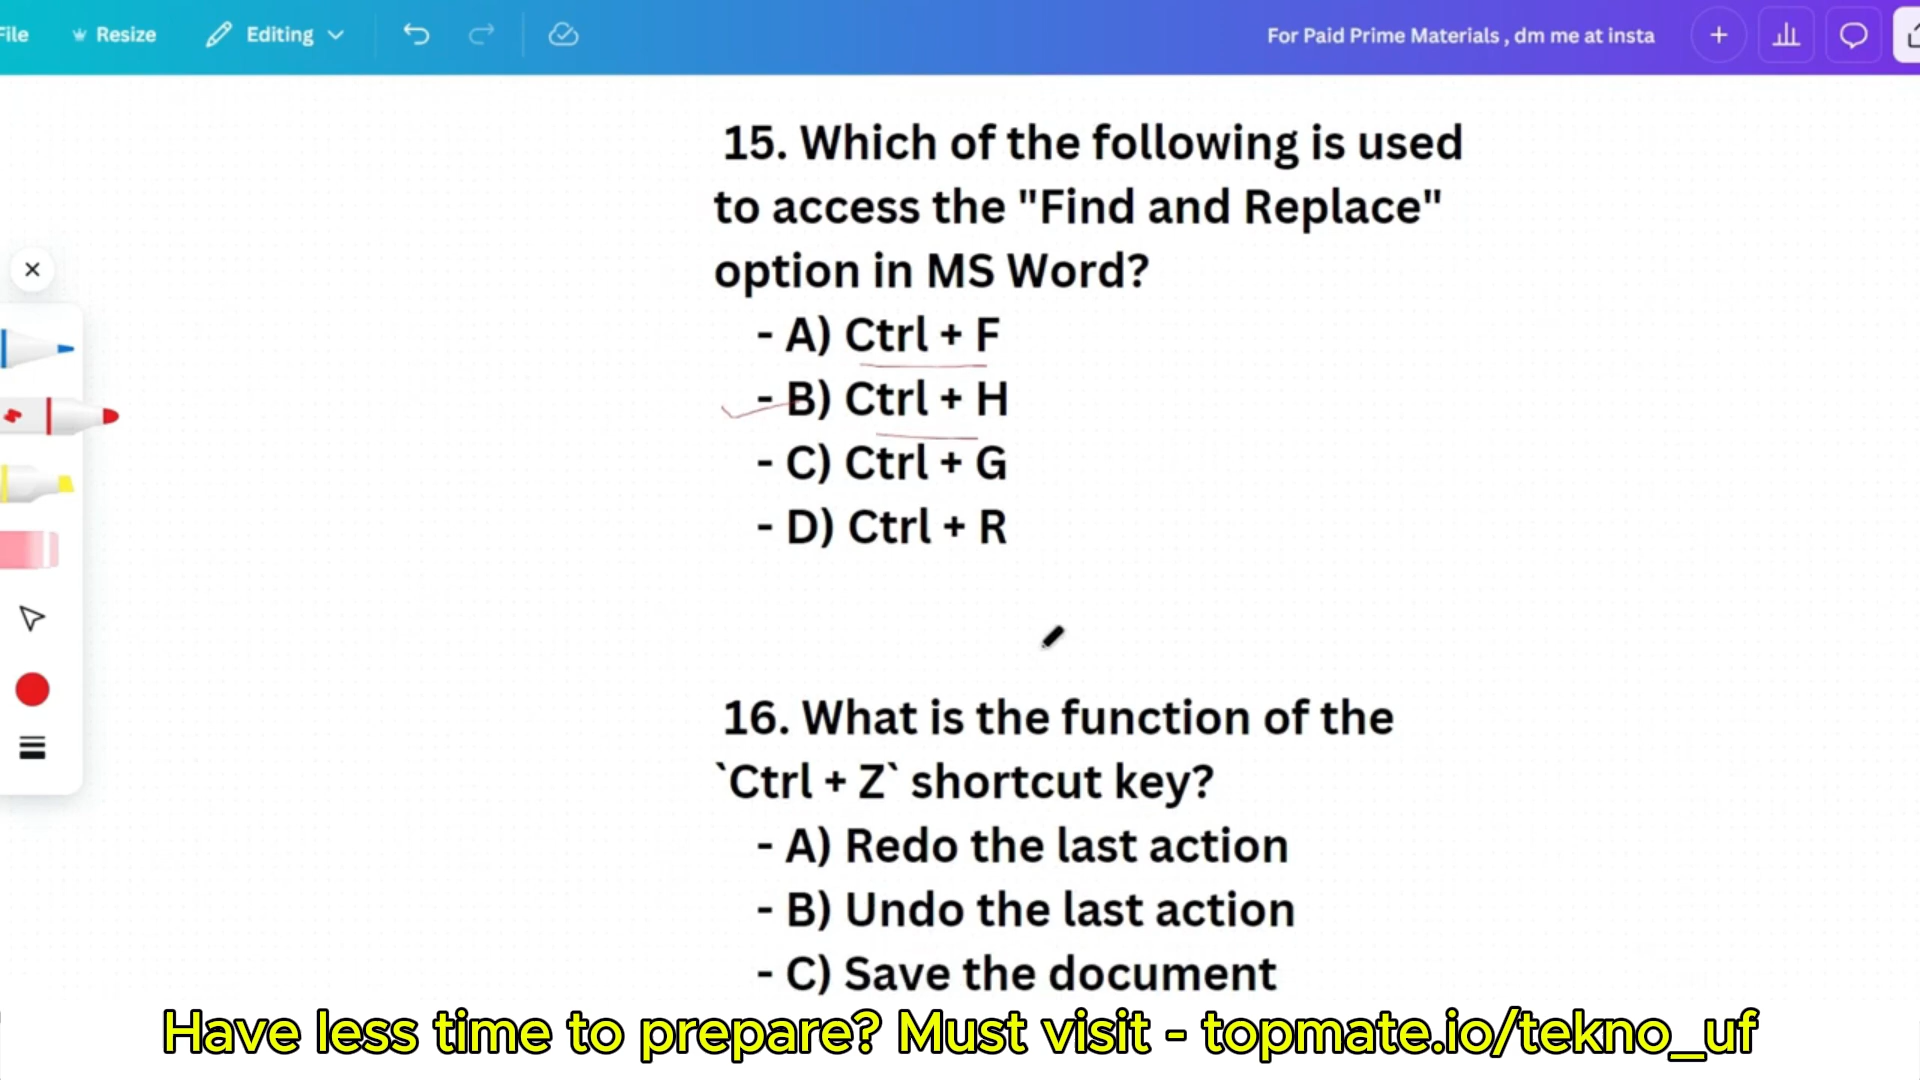 File Resize Editing For Paid Prime Materials , dm me at insta
15. Which of the following is used
to access the "Find and Replace"
option in MS Word?
- A) Ctrl + F
- B) Ctrl + H
- C) Ctrl + G
- D) Ctrl + R
16. What is the function of the
`Ctrl + Z` shortcut key?
- A) Redo the last action
- B) Undo the last action
- C) Save the document
Have less time to prepare? Must visit - topmate.io/tekno_uf